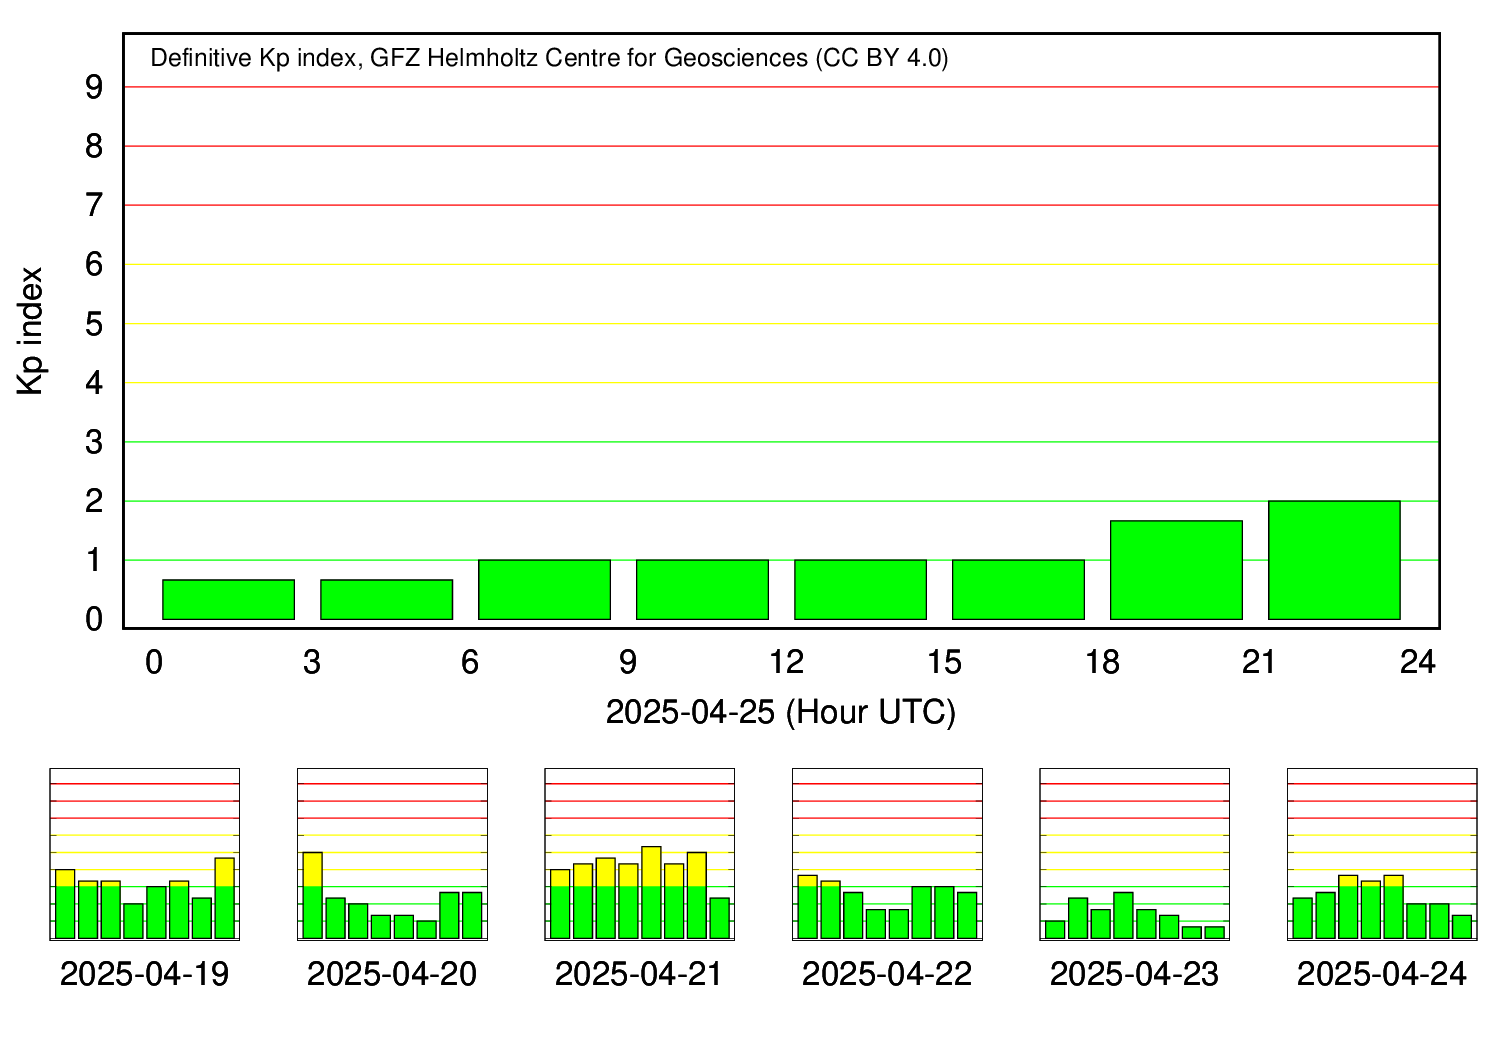 Definitive Kp index, GFZ Helmholtz Centre for Geosciences (CC BY 4.0)
9
8
7
6
5
4
3
2
1
0
Kp index
0 3 6 9 12 15 18 21 24
2025-04-25 (Hour UTC)
2025-04-19 2025-04-20 2025-04-21 2025-04-22 2025-04-23 2025-04-24